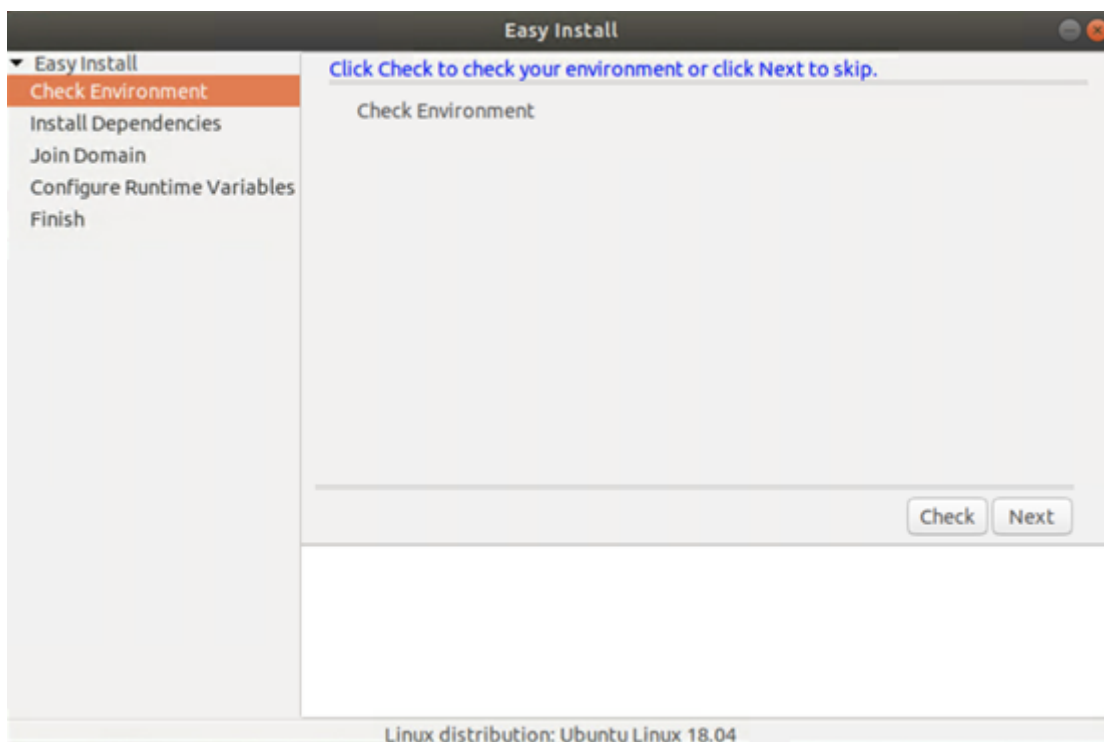 Easy Install
Easy Install
Check Environment
Install Dependencies
Join Domain
Configure Runtime Variables
Finish
Click Check to check your environment or click Next to skip.
Check Environment
Check
Next
Linux distribution: Ubuntu Linux 18.04